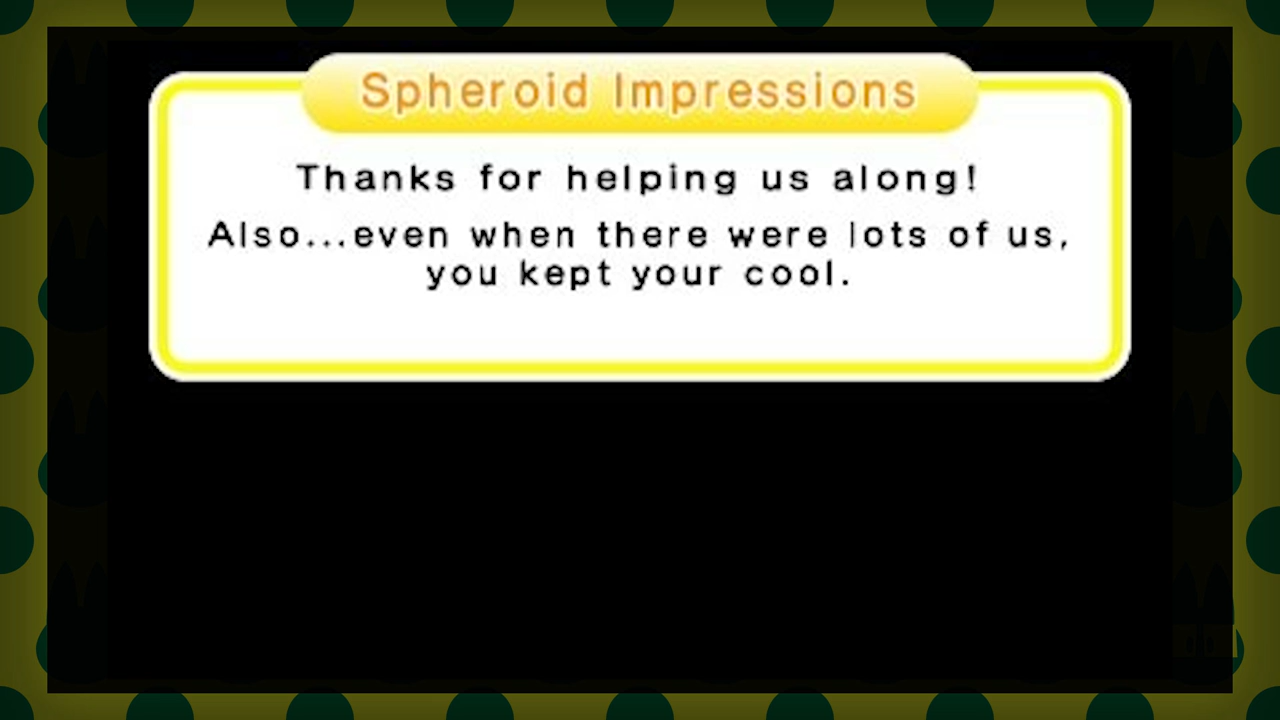 Spheroid Impressions
Thanks for helping us along!
Also...even when there were lots of us,
you kept your cool.